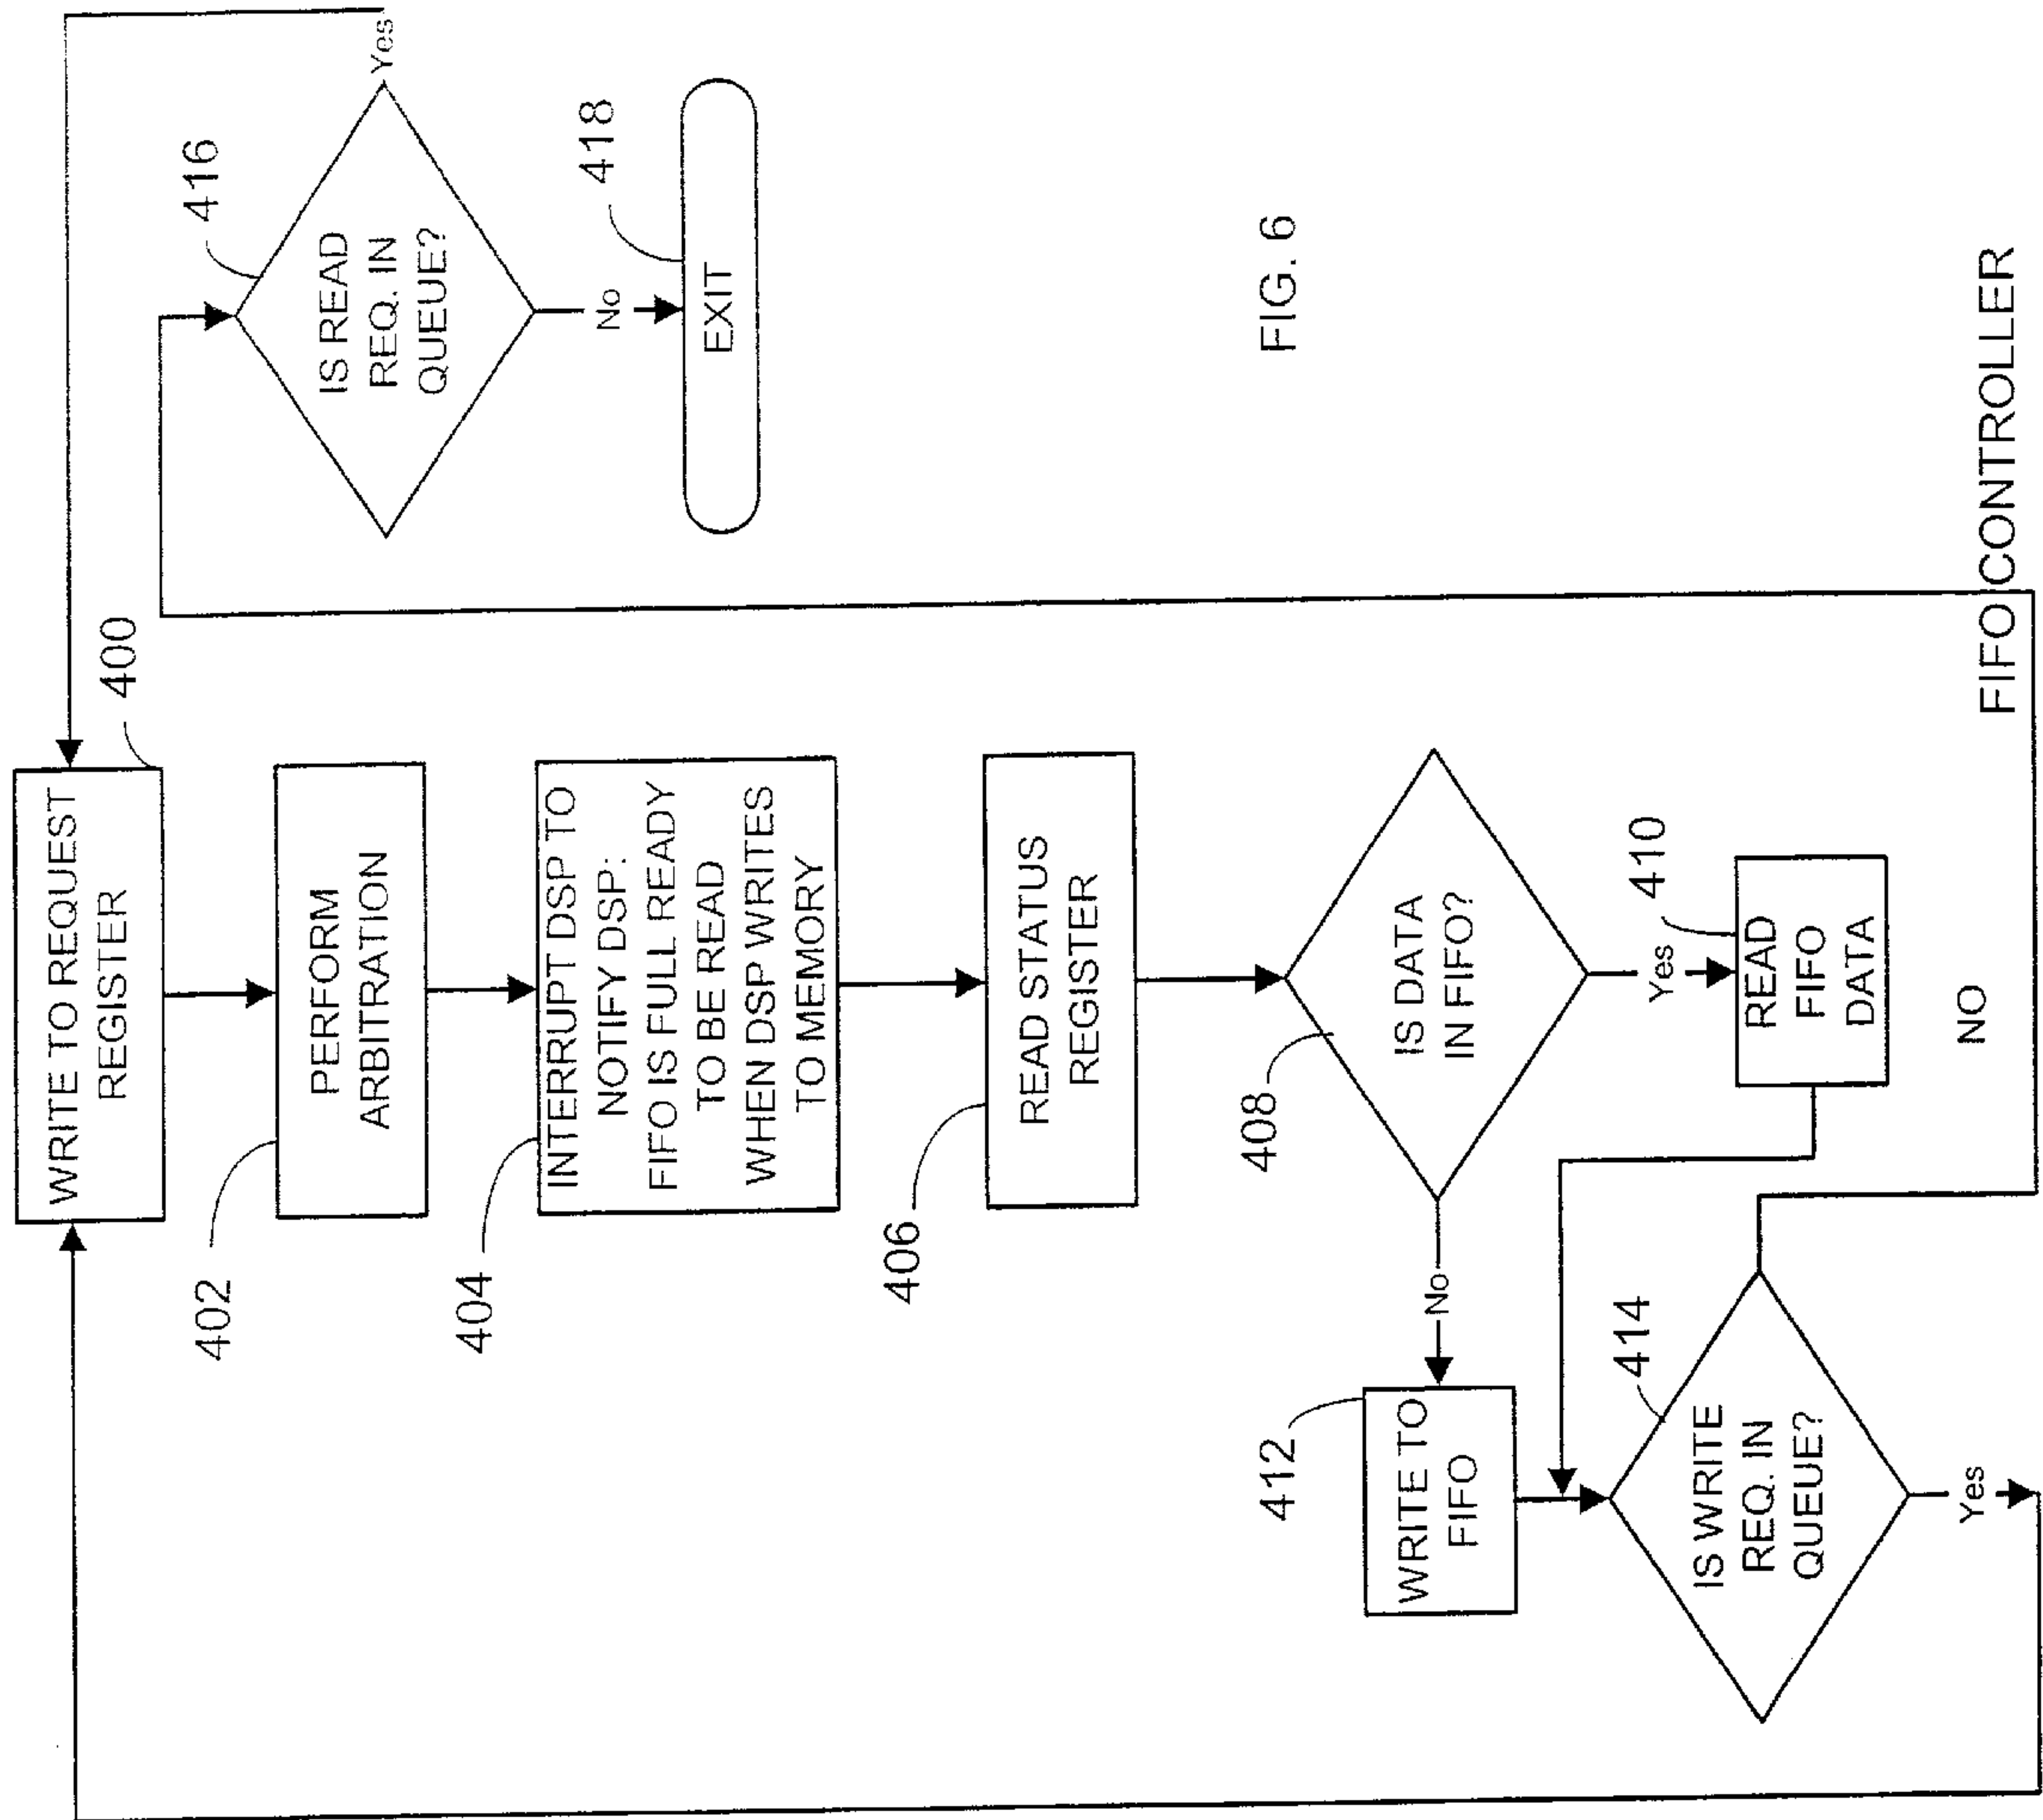 WRITE TO REQUEST
REGISTER
400
PERFORM
ARBITRATION
402
INTERRUPT DSP TO
NOTIFY DSP:
FIFO IS FULL READY
TO BE READ
WHEN DSP WRITES
TO MEMORY
404
READ STATUS
REGISTER
406
IS DATA
IN FIFO?
408
Yes
READ
FIFO
DATA
410
No
WRITE TO
FIFO
412
IS WRITE
REQ. IN
QUEUE?
414
Yes
NO
IS READ
REQ. IN
QUEUE?
416
Yes
No
EXIT
418
FIG. 6
FIFO CONTROLLER